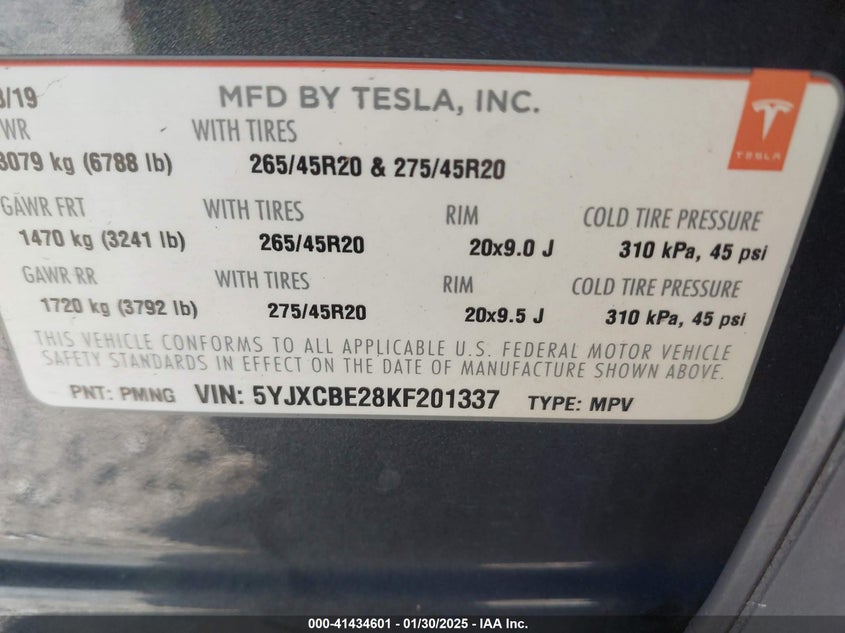 3/19 MFD BY TESLA, INC.
WR WITH TIRES
3079 kg (6788 lb) 265/45R20 & 275/45R20
TESLA
GAWR FRT WITH TIRES RIM COLD TIRE PRESSURE
1470 kg (3241 lb) 265/45R20 20x9.0 J 310 kPa, 45 psi
GAWR RR WITH TIRES RIM COLD TIRE PRESSURE
1720 kg (3792 lb) 275/45R20 20x9.5 J 310 kPa, 45 psi
THIS VEHICLE CONFORMS TO ALL APPLICABLE U.S. FEDERAL MOTOR VEHICLE
SAFETY STANDARDS IN EFFECT ON THE DATE OF MANUFACTURE SHOWN ABOVE.
PNT: PMNG VIN: 5YJXCBE28KF201337 TYPE: MPV
000-41434601 - 01/30/2025 - IAA Inc.